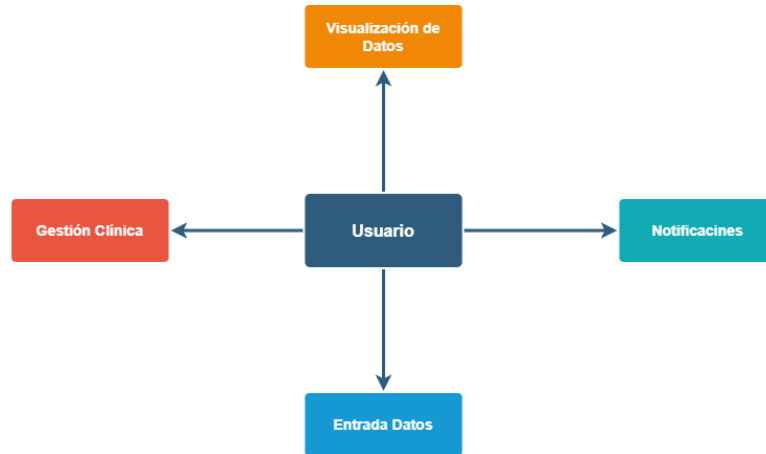 Visualización de
Datos
Gestión Clínica
Usuario
Notificacines
Entrada Datos